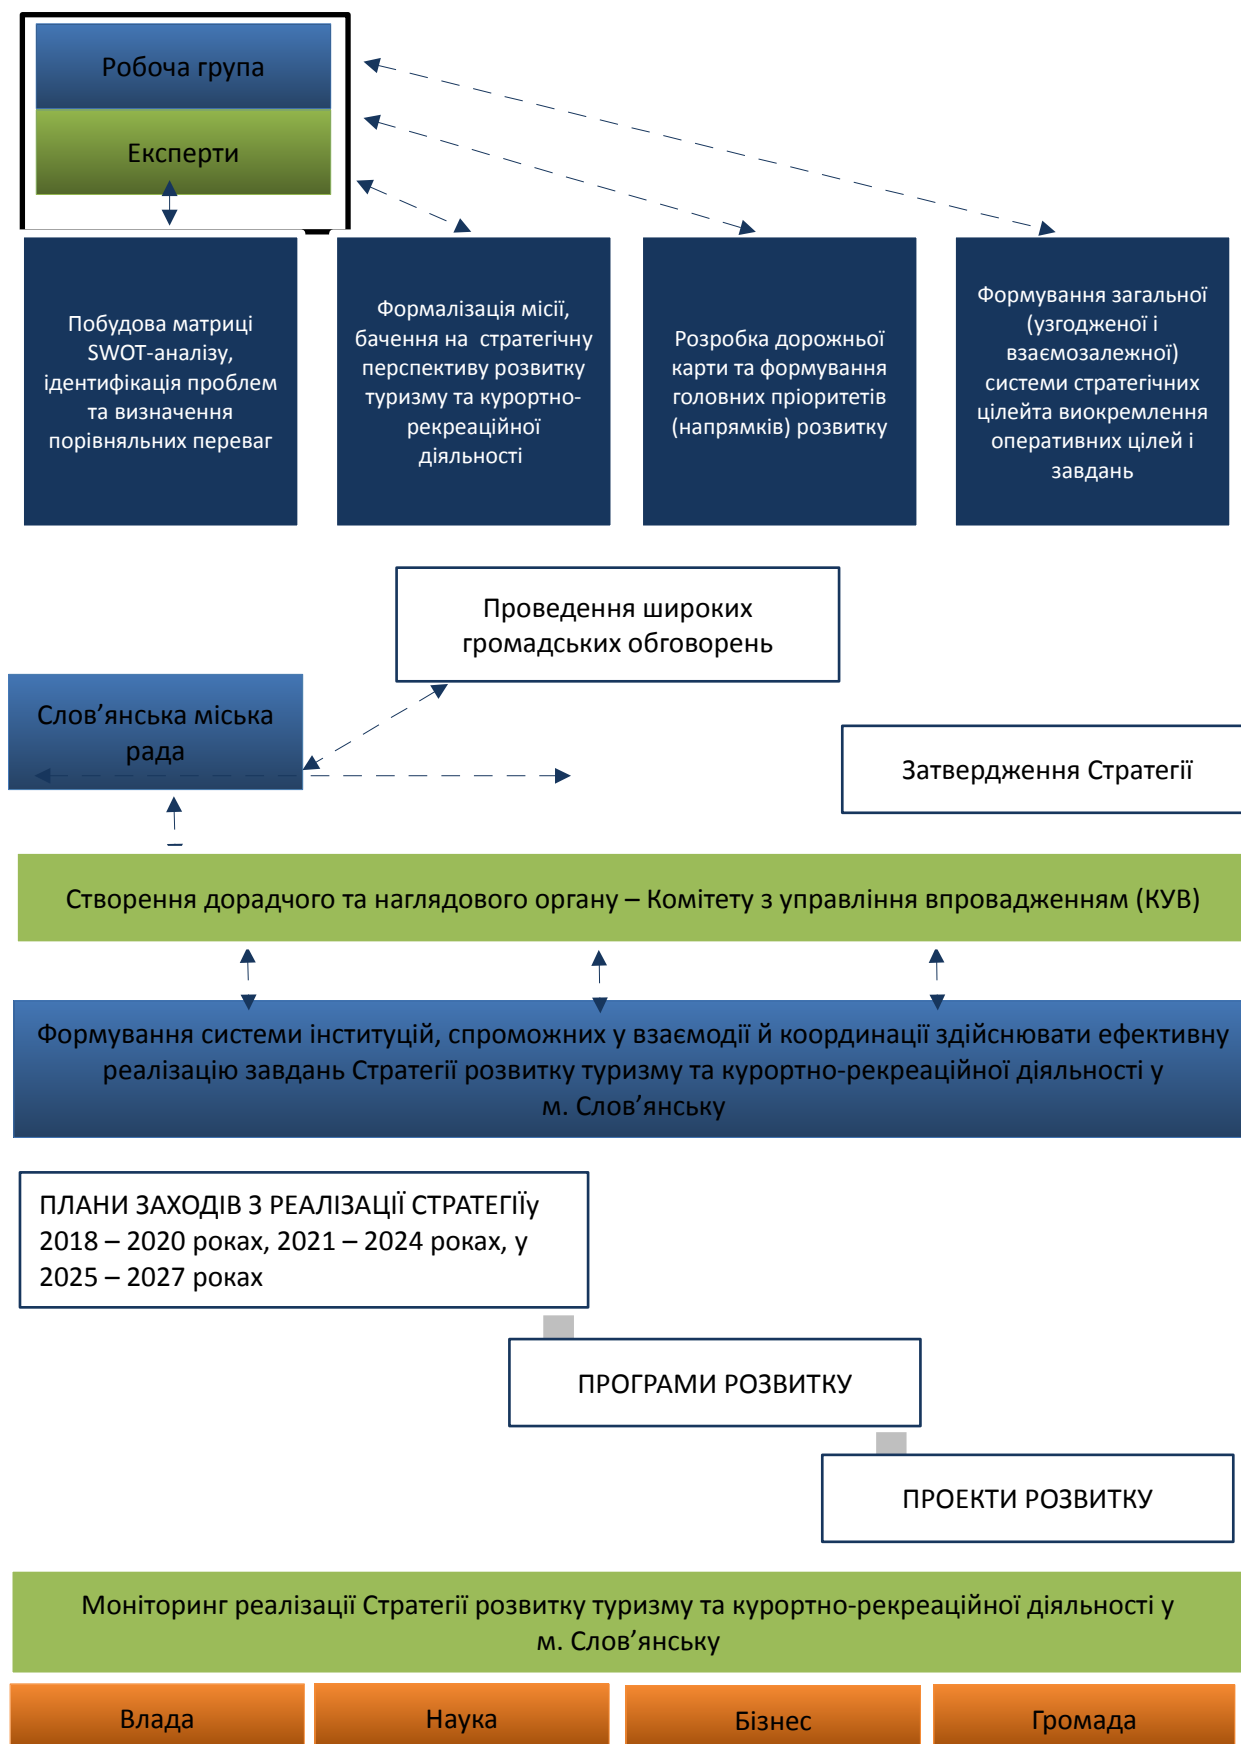 Робоча група
Експерти
Побудова матриці
SWOT-аналізу,
ідентифікація проблем
та визначення
порівняльних переваг
Формалізація місії,
бачення на стратегічну
перспективу розвитку
туризму та курортно-
рекреаційної
діяльності
Розробка дорожньої
карти та формування
головних пріоритетів
(напрямків) розвитку
Формування загальної
(узгодженої і
взаємозалежної)
системи стратегічних
цілейта виокремлення
оперативних цілей і
завдань
Проведення широких
громадських обговорень
Слов’янська міська
рада
Затвердження Стратегії
Створення дорадчого та наглядового органу – Комітету з управління впровадженням (КУВ)
Формування системи інституцій, спроможних у взаємодії й координації здійснювати ефективну
реалізацію завдань Стратегії розвитку туризму та курортно-рекреаційної діяльності у
м. Слов’янську
ПЛАНИ ЗАХОДІВ З РЕАЛІЗАЦІЇ СТРАТЕГІЇу
2018 – 2020 роках, 2021 – 2024 роках, у
2025 – 2027 роках
ПРОГРАМИ РОЗВИТКУ
ПРОЕКТИ РОЗВИТКУ
Моніторинг реалізації Стратегії розвитку туризму та курортно-рекреаційної діяльності у
м. Слов’янську
Влада
Наука
Бізнес
Громада